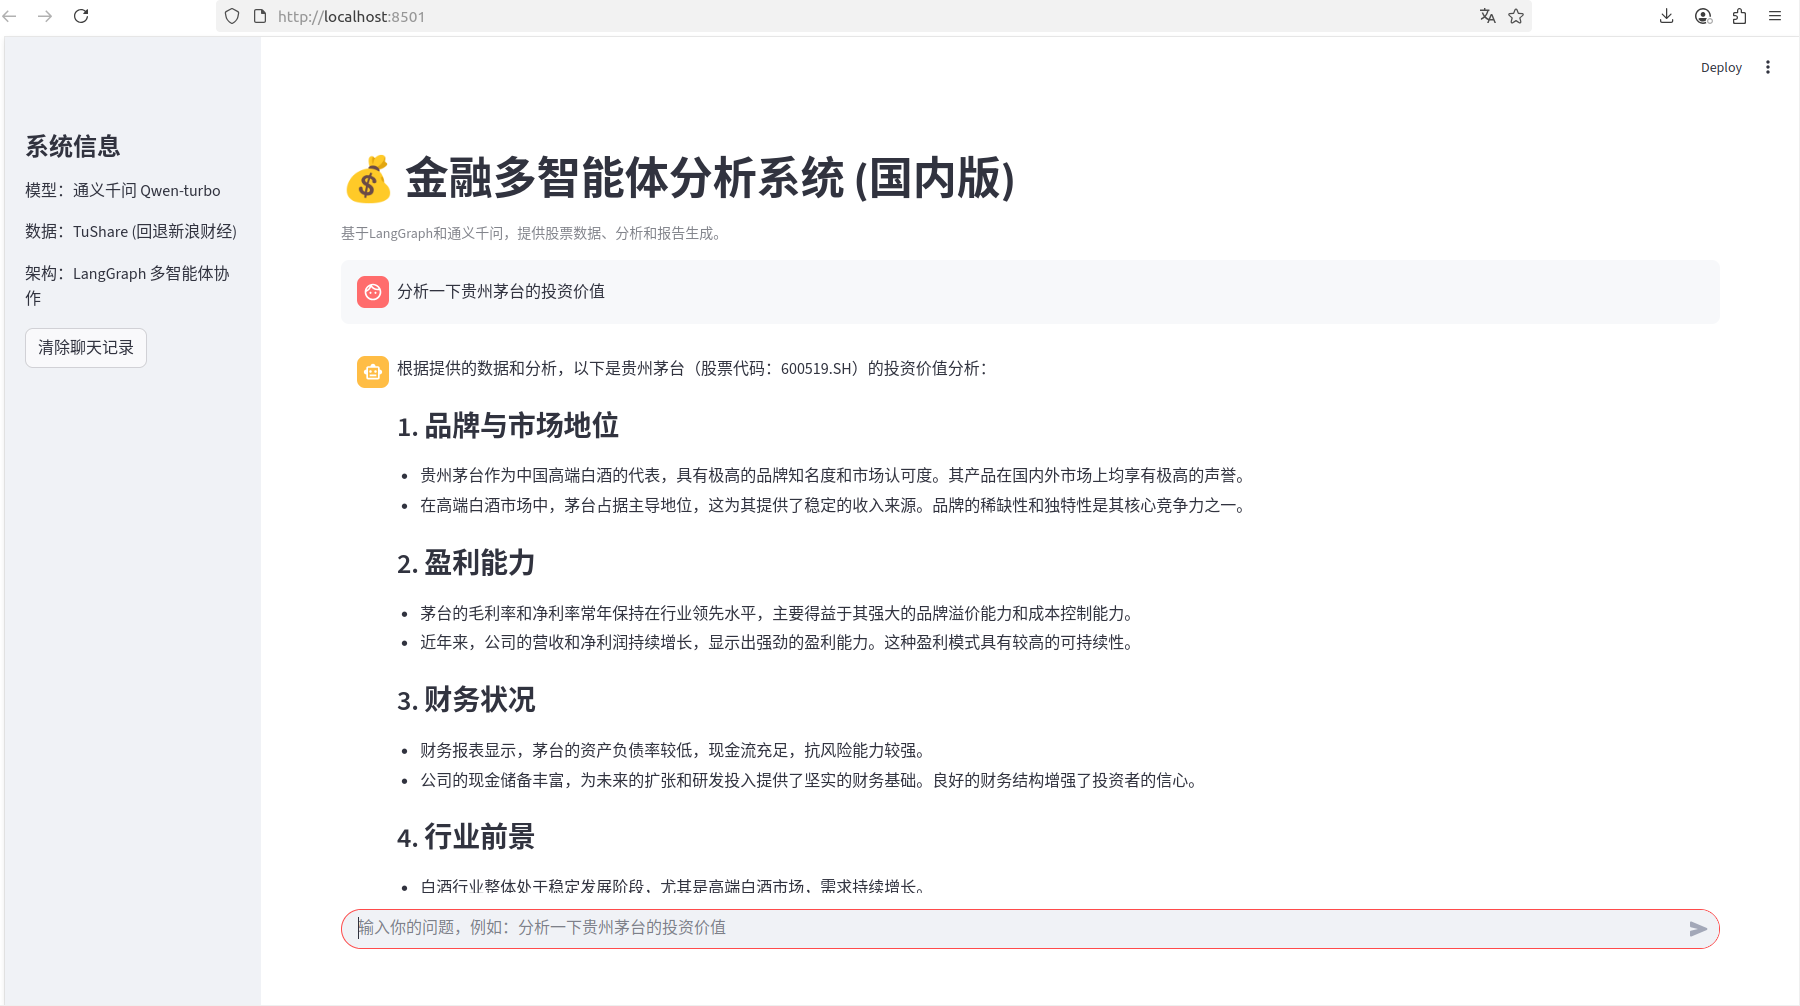 http://localhost:8501
Deploy
系统信息
模型：通义千问 Qwen-turbo
数据：TuShare (回退新浪财经)
架构：LangGraph 多智能体协
作
清除聊天记录
💰 金融多智能体分析系统 (国内版)
基于LangGraph和通义千问，提供股票数据、分析和报告生成。
分析一下贵州茅台的投资价值
根据提供的数据和分析，以下是贵州茅台（股票代码：600519.SH）的投资价值分析：
1. 品牌与市场地位
• 贵州茅台作为中国高端白酒的代表，具有极高的品牌知名度和市场认可度。其产品在国内外市场上均享有极高的声誉。
• 在高端白酒市场中，茅台占据主导地位，这为其提供了稳定的收入来源。品牌的稀缺性和独特性是其核心竞争力之一。
2. 盈利能力
• 茅台的毛利率和净利率常年保持在行业领先水平，主要得益于其强大的品牌溢价能力和成本控制能力。
• 近年来，公司的营收和净利润持续增长，显示出强劲的盈利能力。这种盈利模式具有较高的可持续性。
3. 财务状况
• 财务报表显示，茅台的资产负债率较低，现金流充足，抗风险能力较强。
• 公司的现金储备丰富，为未来的扩张和研发投入提供了坚实的财务基础。良好的财务结构增强了投资者的信心。
4. 行业前景
• 白酒行业整体处于稳定发展阶段，尤其是高端白酒市场，需求持续增长。
输入你的问题，例如：分析一下贵州茅台的投资价值